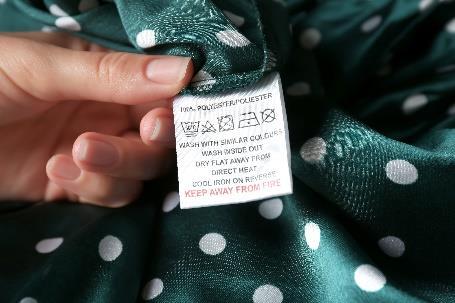 POLYESTER/POLIESTER
WASH WITH SIMILAR COLOURS
WASH INSIDE OUT
DRY FLAT AWAY FROM
DIRECT HEAT
COOL IRON ON REVERSE
KEEP AWAY FROM FIRE